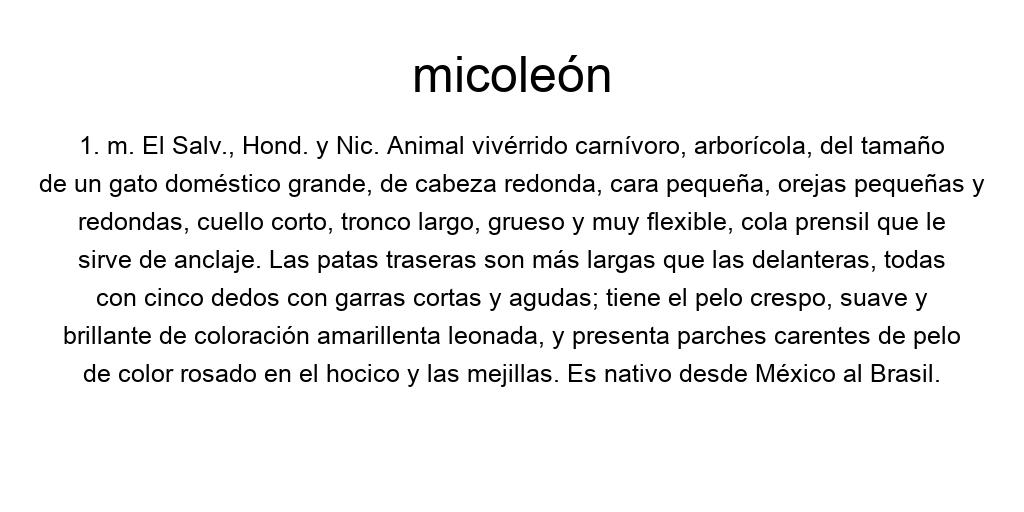 micoleón
1. m. El Salv., Hond. y Nic. Animal vivérrido carnívoro, arborícola, del tamaño
de un gato doméstico grande, de cabeza redonda, cara pequeña, orejas pequeñas y
redondas, cuello corto, tronco largo, grueso y muy flexible, cola prensil que le
sirve de anclaje. Las patas traseras son más largas que las delanteras, todas
con cinco dedos con garras cortas y agudas; tiene el pelo crespo, suave y
brillante de coloración amarillenta leonada, y presenta parches carentes de pelo
de color rosado en el hocico y las mejillas. Es nativo desde México al Brasil.